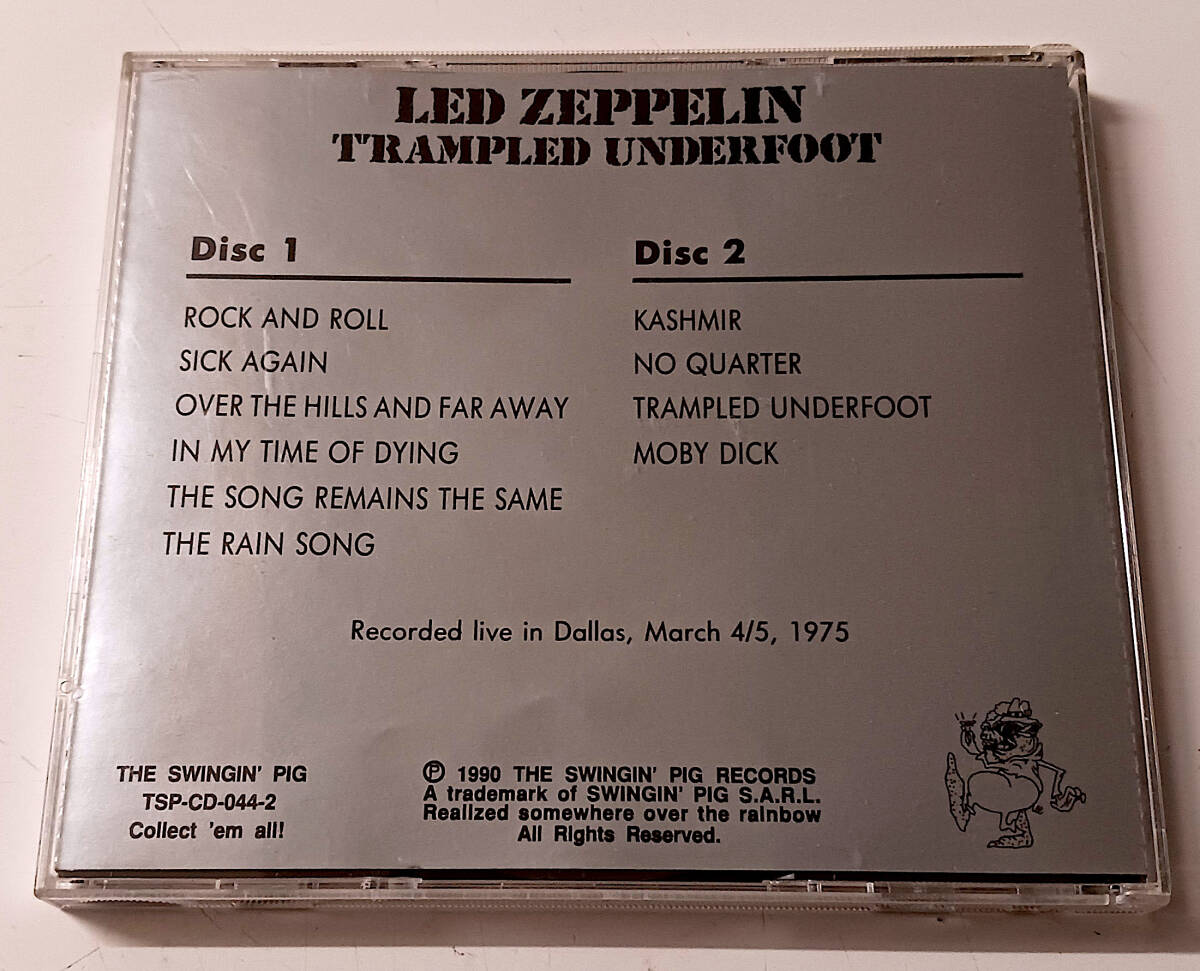 LED ZEPPELIN
TRAMPLED UNDERFOOT
Disc 1
ROCK AND ROLL
SICK AGAIN
OVER THE HILLS AND FAR AWAY
IN MY TIME OF DYING
THE SONG REMAINS THE SAME
THE RAIN SONG
Disc 2
KASHMIR
NO QUARTER
TRAMPLED UNDERFOOT
MOBY DICK
Recorded live in Dallas, March 4/5, 1975
THE SWINGIN' PIG
TSP-CD-044-2
Collect 'em all!
℗ 1990 THE SWINGIN' PIG RECORDS
A trademark of SWINGIN' PIG S.A.R.L.
Realized somewhere over the rainbow
All Rights Reserved.